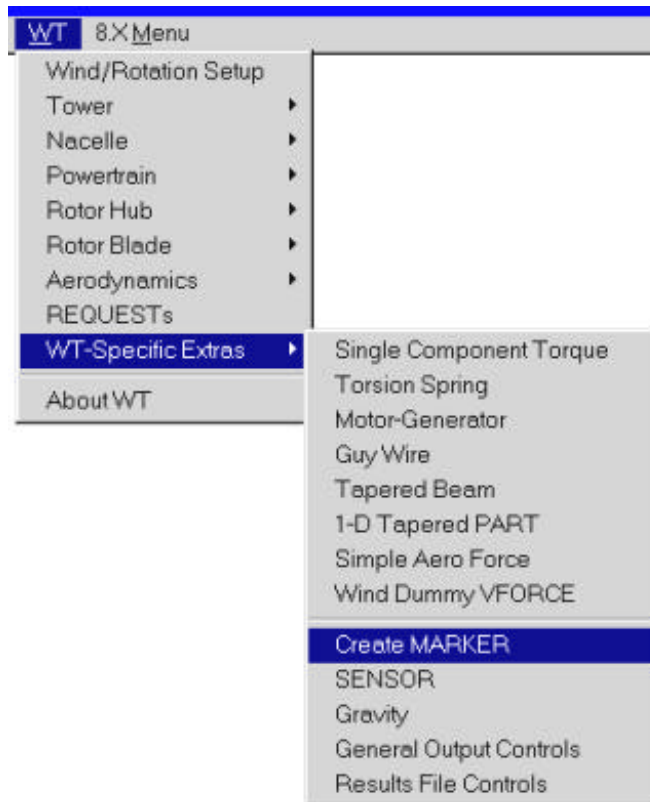 WT 8.X Menu
Wind/Rotation Setup
Tower
Nacelle
Powertrain
Rotor Hub
Rotor Blade
Aerodynamics
REQUESTs
WT-Specific Extras
About WT
Single Component Torque
Torsion Spring
Motor-Generator
Guy Wire
Tapered Beam
1-D Tapered PART
Simple Aero Force
Wind Dummy VFORCE
Create MARKER
SENSOR
Gravity
General Output Controls
Results File Controls